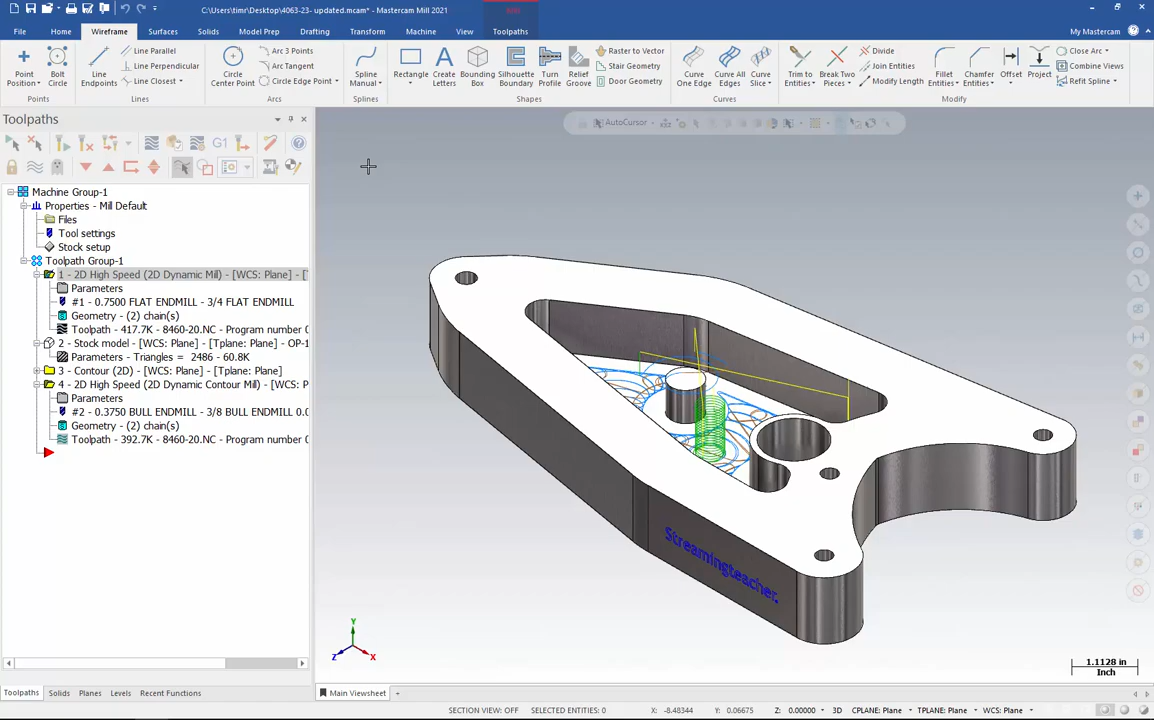 C:\Users\timr\Desktop\4063-23- updated.mcam* - Mastercam Mill 2021
File
Home
Wireframe
Surfaces
Solids
Model Prep
Drafting
Transform
Machine
View
Toolpaths
My Mastercam
Point Position
Bolt Circle
Line Endpoints
Line Parallel
Line Perpendicular
Line Closest
Circle Center Point
Arc 3 Points
Arc Tangent
Circle Edge Point
Spline Manual
Rectangle
Create Letters
Bounding Box
Silhouette Boundary
Turn Profile
Relief Groove
Raster to Vector
Stair Geometry
Door Geometry
Curve One Edge
Curve All Edges
Curve Slice
Trim to Entities
Break Two Pieces
Divide
Join Entities
Modify Length
Fillet Entities
Chamfer Entities
Offset
Project
Close Arc
Combine Views
Refit Spline
Points
Lines
Arcs
Splines
Shapes
Curves
Modify
Toolpaths
AutoCursor
G1
Machine Group-1
Properties - Mill Default
Files
Tool settings
Stock setup
Toolpath Group-1
1 - 2D High Speed (2D Dynamic Mill) - [WCS: Plane] - [
Parameters
#1 - 0.7500 FLAT ENDMILL - 3/4 FLAT ENDMILL
Geometry - (2) chain(s)
Toolpath - 417.7K - 8460-20.NC - Program number 0
2 - Stock model - [WCS: Plane] - [Tplane: Plane] - OP-1
Parameters - Triangles = 2486 - 60.8K
3 - Contour (2D) - [WCS: Plane] - [Tplane: Plane]
4 - 2D High Speed (2D Dynamic Contour Mill) - [WCS:
Parameters
#2 - 0.3750 BULL ENDMILL - 3/8 BULL ENDMILL 0.0
Geometry - (2) chain(s)
Toolpath - 392.7K - 8460-20.NC - Program number 0
Streamingteacher.
Y
Z
X
1.1128 in
Inch
Toolpaths
Solids
Planes
Levels
Recent Functions
Main Viewsheet
+
SECTION VIEW: OFF
SELECTED ENTITIES: 0
X: -8.48344
Y: 0.06675
Z: 0.00000
3D
CPLANE: Plane
TPLANE: Plane
WCS: Plane